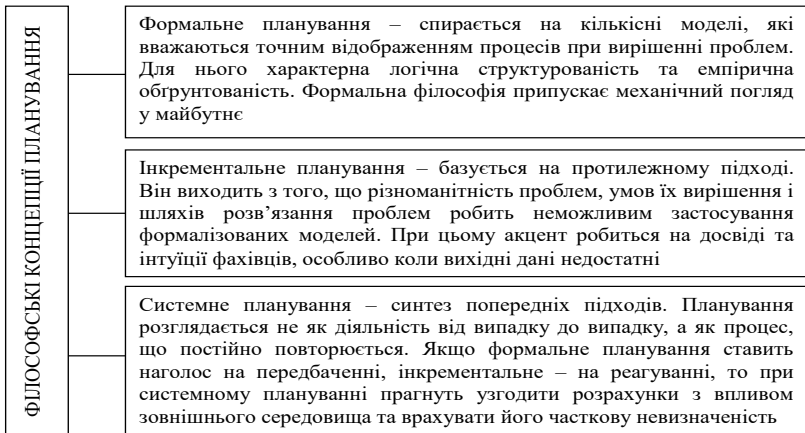 ФІЛОСОФСЬКІ КОНЦЕПЦІЇ ПЛАНУВАННЯ
Формальне планування – спирається на кількісні моделі, які
вважаються точним відображенням процесів при вирішенні проблем.
Для нього характерна логічна структурованість та емпірична
обґрунтованість. Формальна філософія припускає механічний погляд
у майбутнє
Інкрементальне планування – базується на протилежному підході.
Він виходить з того, що різноманітність проблем, умов їх вирішення і
шляхів розв’язання проблем робить неможливим застосування
формалізованих моделей. При цьому акцент робиться на досвіді та
інтуїції фахівців, особливо коли вихідні дані недостатні
Системне планування – синтез попередніх підходів. Планування
розглядається не як діяльність від випадку до випадку, а як процес,
що постійно повторюється. Якщо формальне планування ставить
наголос на передбаченні, інкрементальне – на реагуванні, то при
системному плануванні прагнуть узгодити розрахунки з впливом
зовнішнього середовища та врахувати його часткову невизначеність